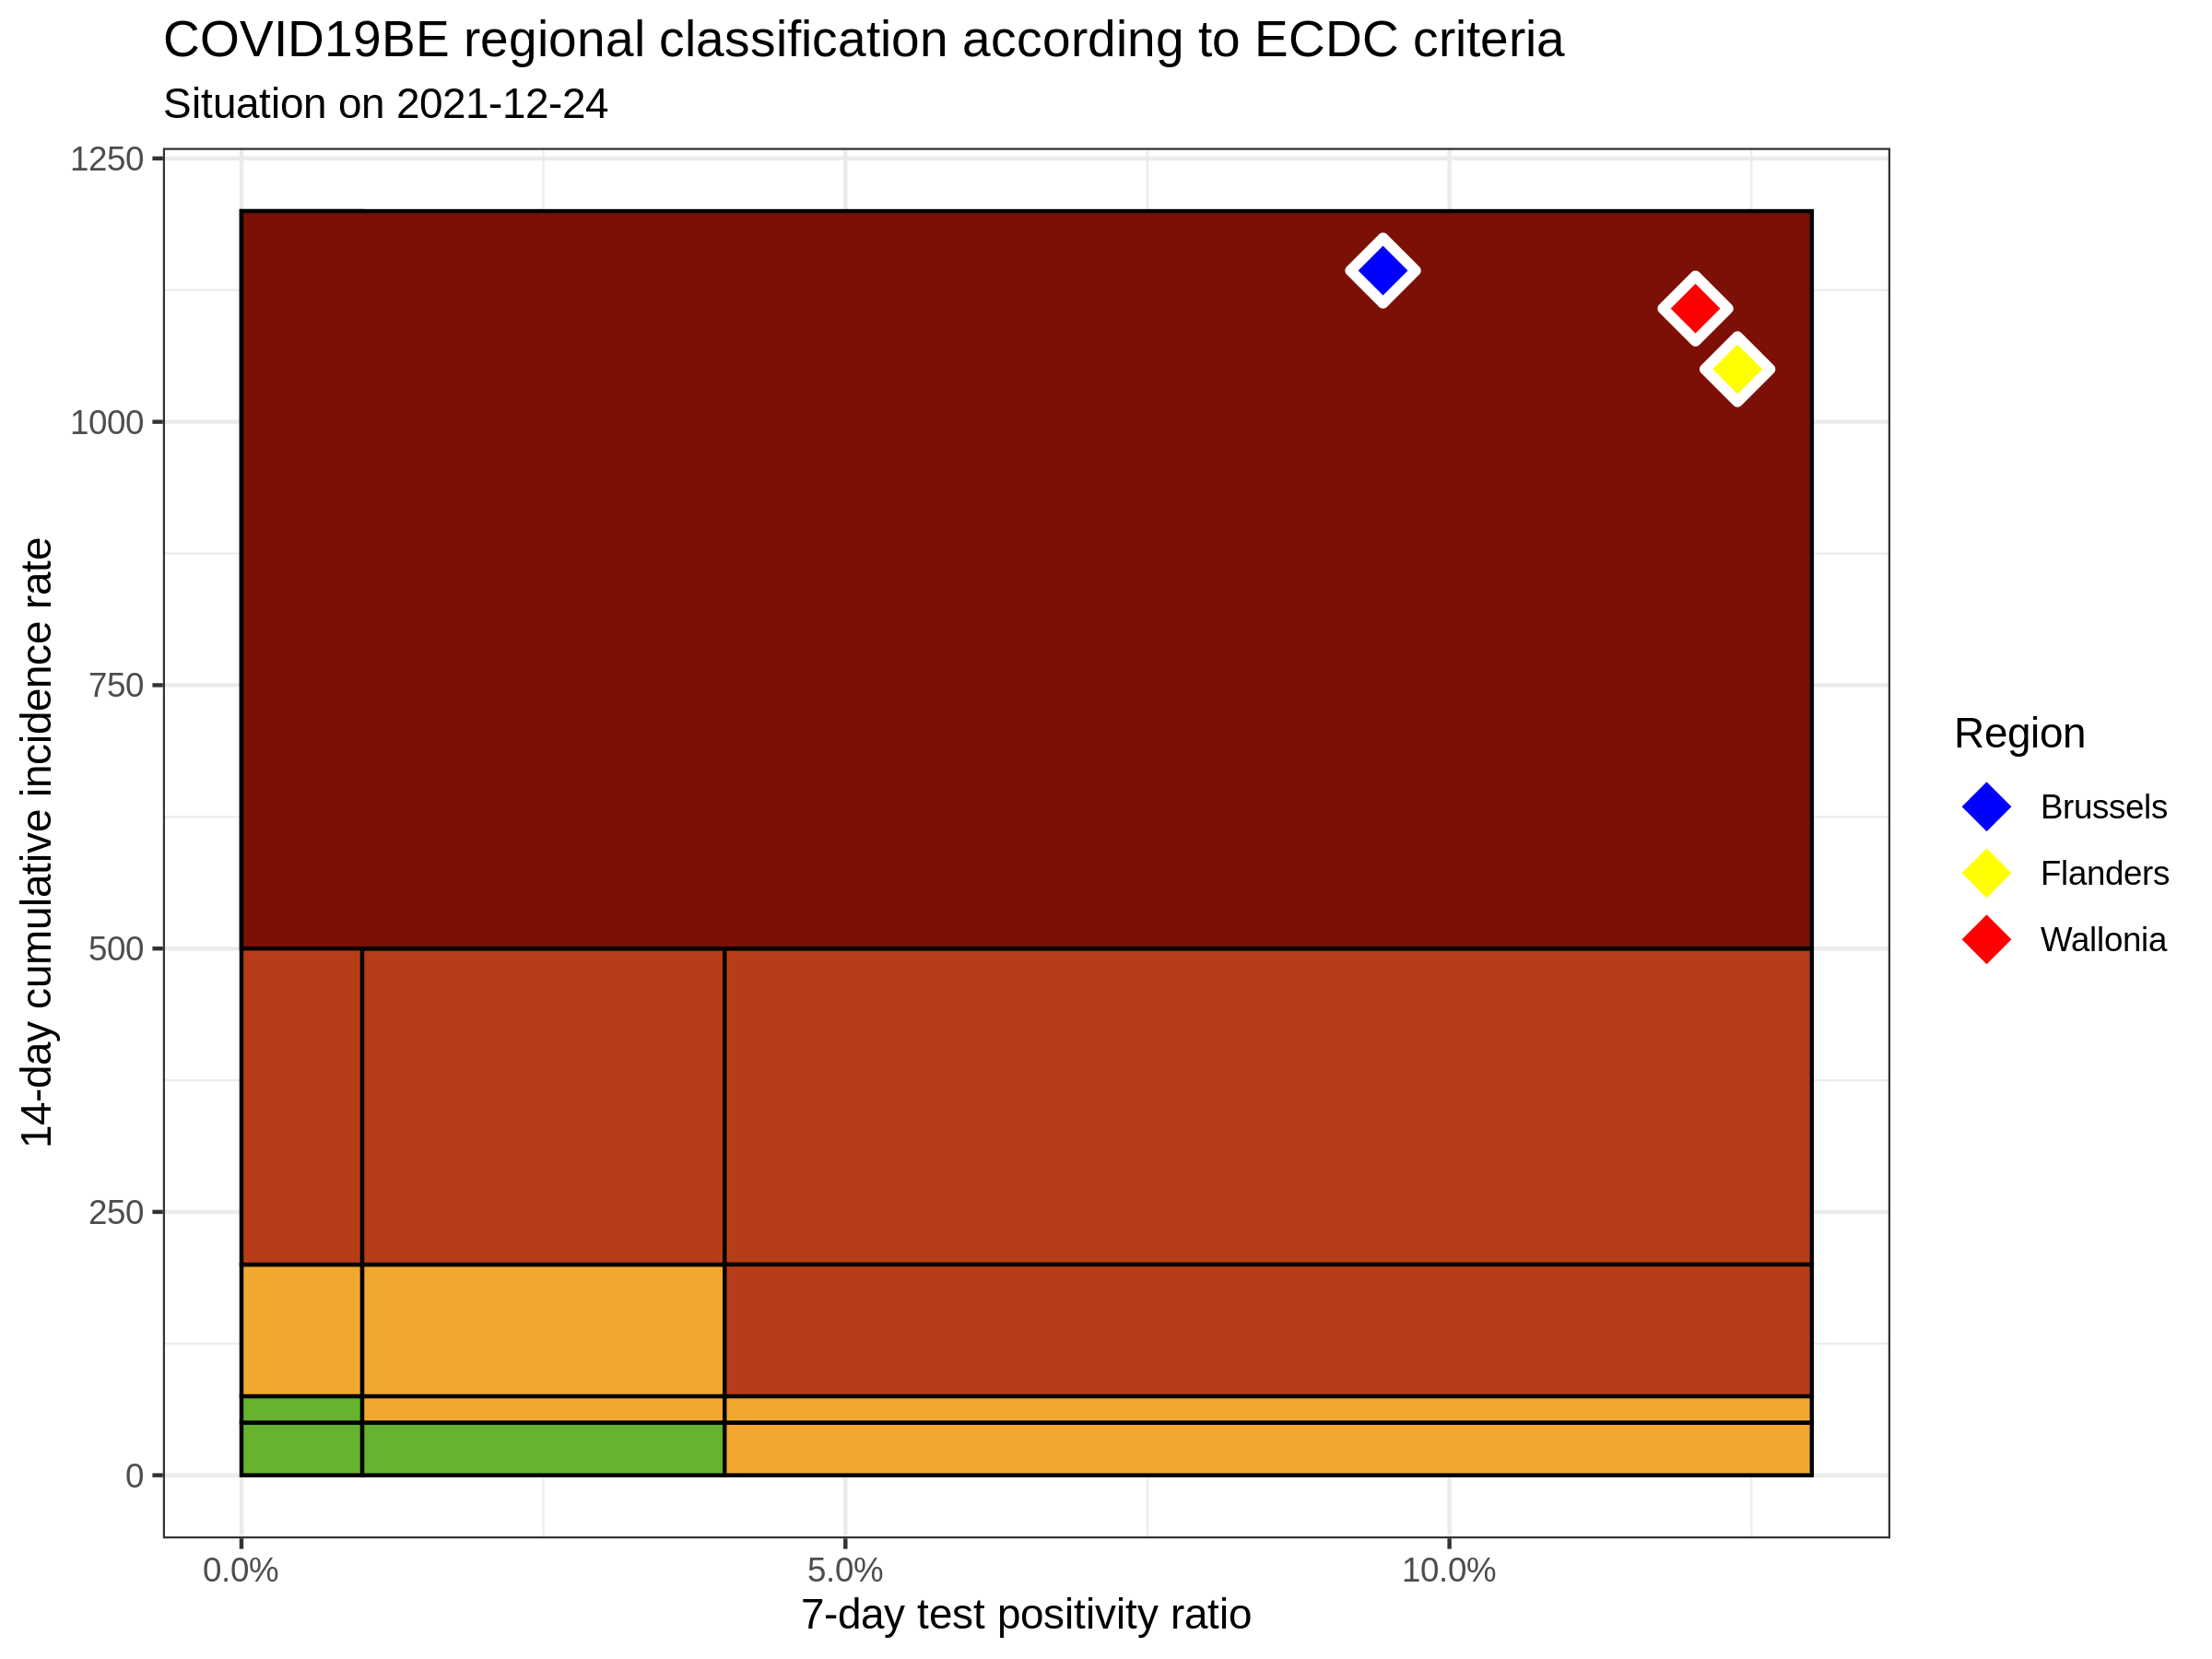 COVID19BE regional classification according to ECDC criteria
Situation on 2021-12-24
14-day cumulative incidence rate
1250
1000
750
500
250
0
0.0%
5.0%
10.0%
7-day test positivity ratio
Region
Brussels
Flanders
Wallonia